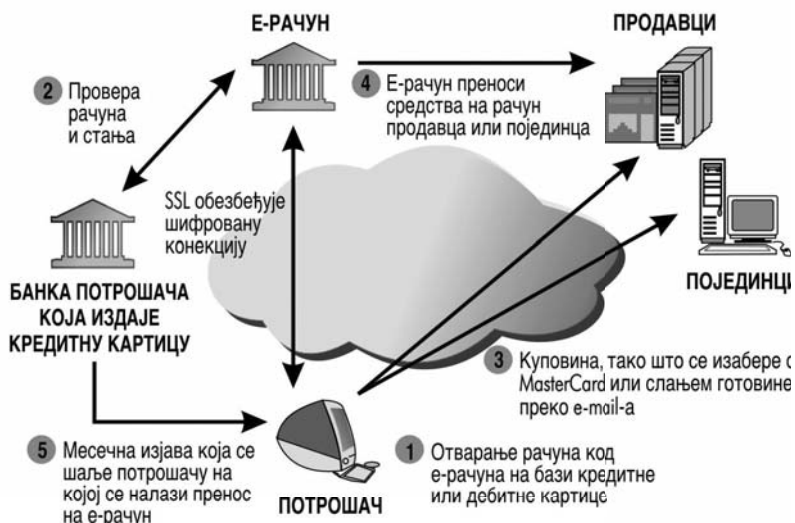 Е-РАЧУН
ПРОДАВЦИ
2 Провера
рачуна
и стања
4 Е-рачун преноси
средства на рачун
продавца или појединца
SSL обезбеђује
шифровану
конекцију
БАНКА ПОТРОШАЧА
КОЈА ИЗДАЈЕ
КРЕДИТНУ КАРТИЦУ
ПОЈЕДИНЦИ
3 Куповина, тако што се изабере
MasterCard или слањем готовине
преко e-mail-а
5 Месечна изјава која се
шаље потрошачу на
којој се налази пренос
на е-рачун
1 Отварање рачуна код
е-рачуна на бази кредитне
или дебитне картице
ПОТРОШАЧ